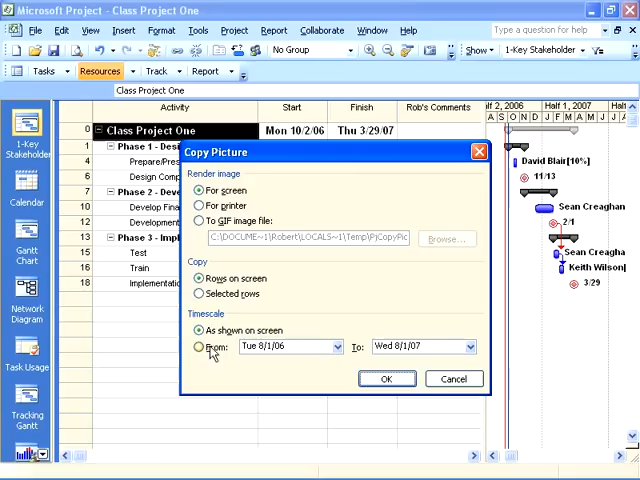 Microsoft Project - Class Project One
File Edit View Insert Format Tools Project Report Collaborate Window Help Type a question for help
No Group Show 1-Key Stakeholder
Tasks Resources Track Report
Class Project One
Activity Start Finish Rob's Comments
alf 2, 2006 Half 1, 2007 Half
A S O N D J F M A M J J A
0 Class Project One Mon 10/2/06 Thu 3/29/07
1 Phase 1 -
4 Prepare/Pres David Blair[10%]
6 Design Comp 11/13
7 Phase 2 - Deve
10 Develop Fina Sean Creaghan
12 Development 2/1
13 Phase 3 - Imple
15 Test Sean Creaghan
16 Train Keith Wilson[
18 Implementatio 3/29
1-Key Stakeholder
Calendar
Gantt Chart
Network Diagram
Task Usage
Tracking Gantt
Copy Picture
Render image
For screen
For printer
To GIF image file:
C:\DOCUME~1\Robert\LOCALS~1\Temp\PjCopyPic Browse...
Copy
Rows on screen
Selected rows
Timescale
As shown on screen
From: Tue 8/1/06 To: Wed 8/1/07
OK Cancel